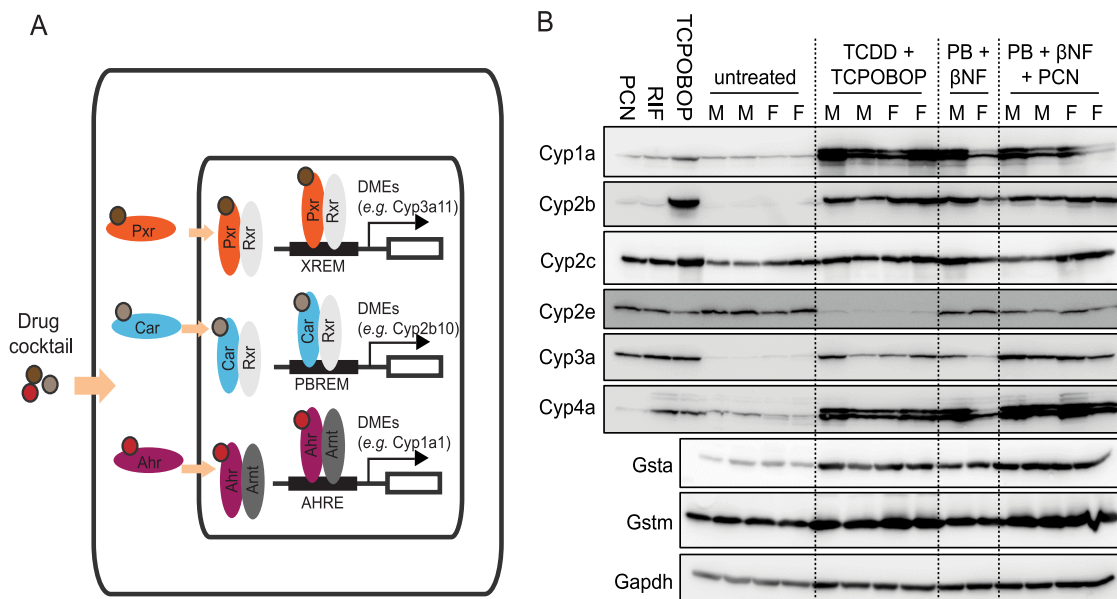 A
Pxr
Pxr
Rxr
Pxr
Rxr
DMEs
(e.g. Cyp3a11)
XREM
Drug
cocktail
Car
Car
Rxr
Car
Rxr
DMEs
(e.g. Cyp2b10)
PBREM
Ahr
Ahr
Arnt
Ahr
Arnt
DMEs
(e.g. Cyp1a1)
AHRE
B
PCN
RIF
TCPOBOP
untreated
TCDD +
TCPOBOP
PB +
βNF
PB + βNF
+ PCN
M M F F M M F F M F M M F F
Cyp1a
Cyp2b
Cyp2c
Cyp2e
Cyp3a
Cyp4a
Gsta
Gstm
Gapdh